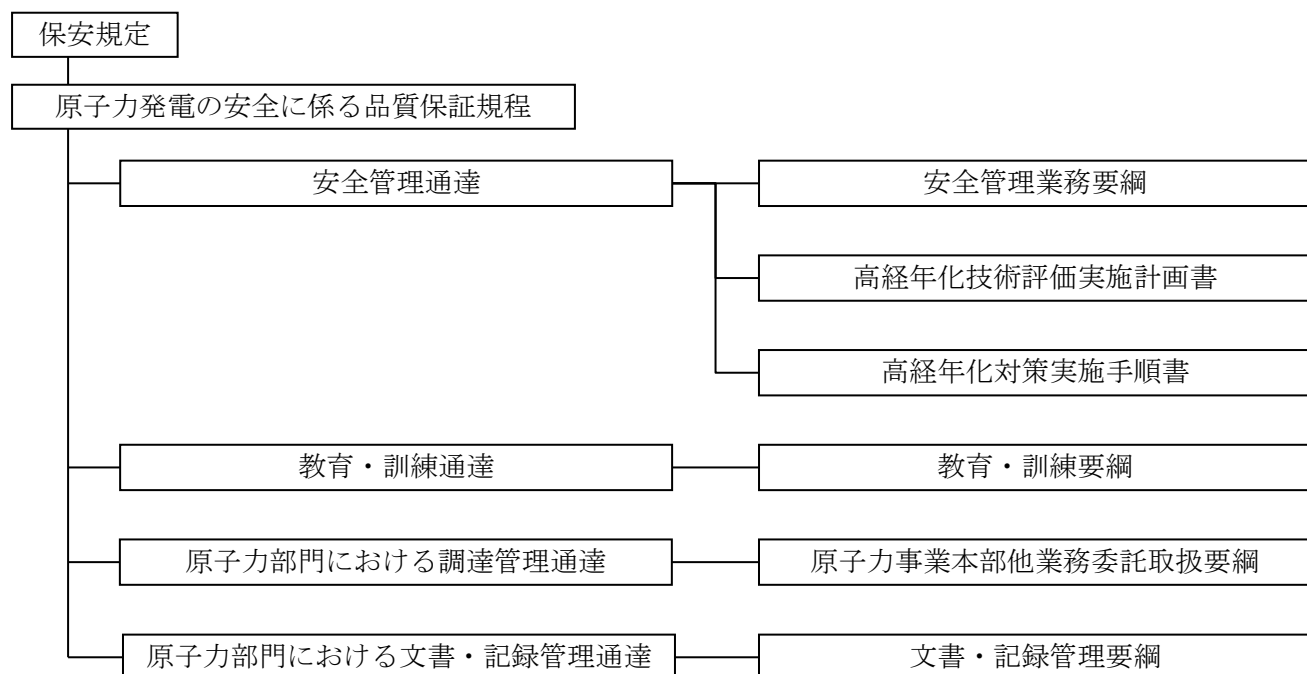 保安規定
原子力発電の安全に係る品質保証規程
安全管理通達
安全管理業務要綱
高経年化技術評価実施計画書
高経年化対策実施手順書
教育・訓練通達
教育・訓練要綱
原子力部門における調達管理通達
原子力事業本部他業務委託取扱要綱
原子力部門における文書・記録管理通達
文書・記録管理要綱